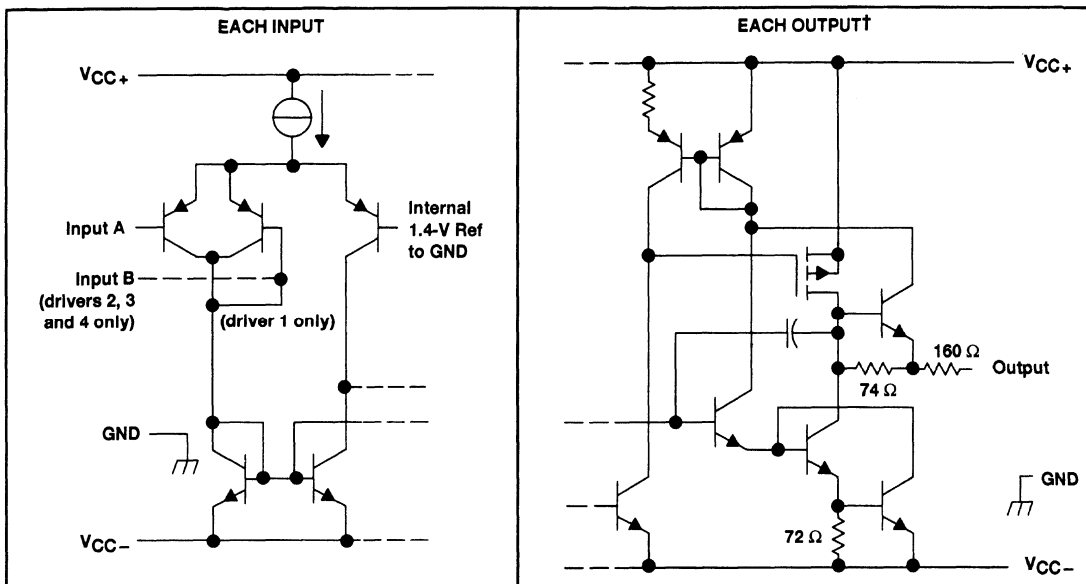 EACH INPUT
VCC+
Input A
Internal
1.4-V Ref
to GND
Input B
(drivers 2, 3
and 4 only)
(driver 1 only)
GND
VCC−
EACH OUTPUT†
VCC+
160 Ω
Output
74 Ω
GND
72 Ω
VCC−